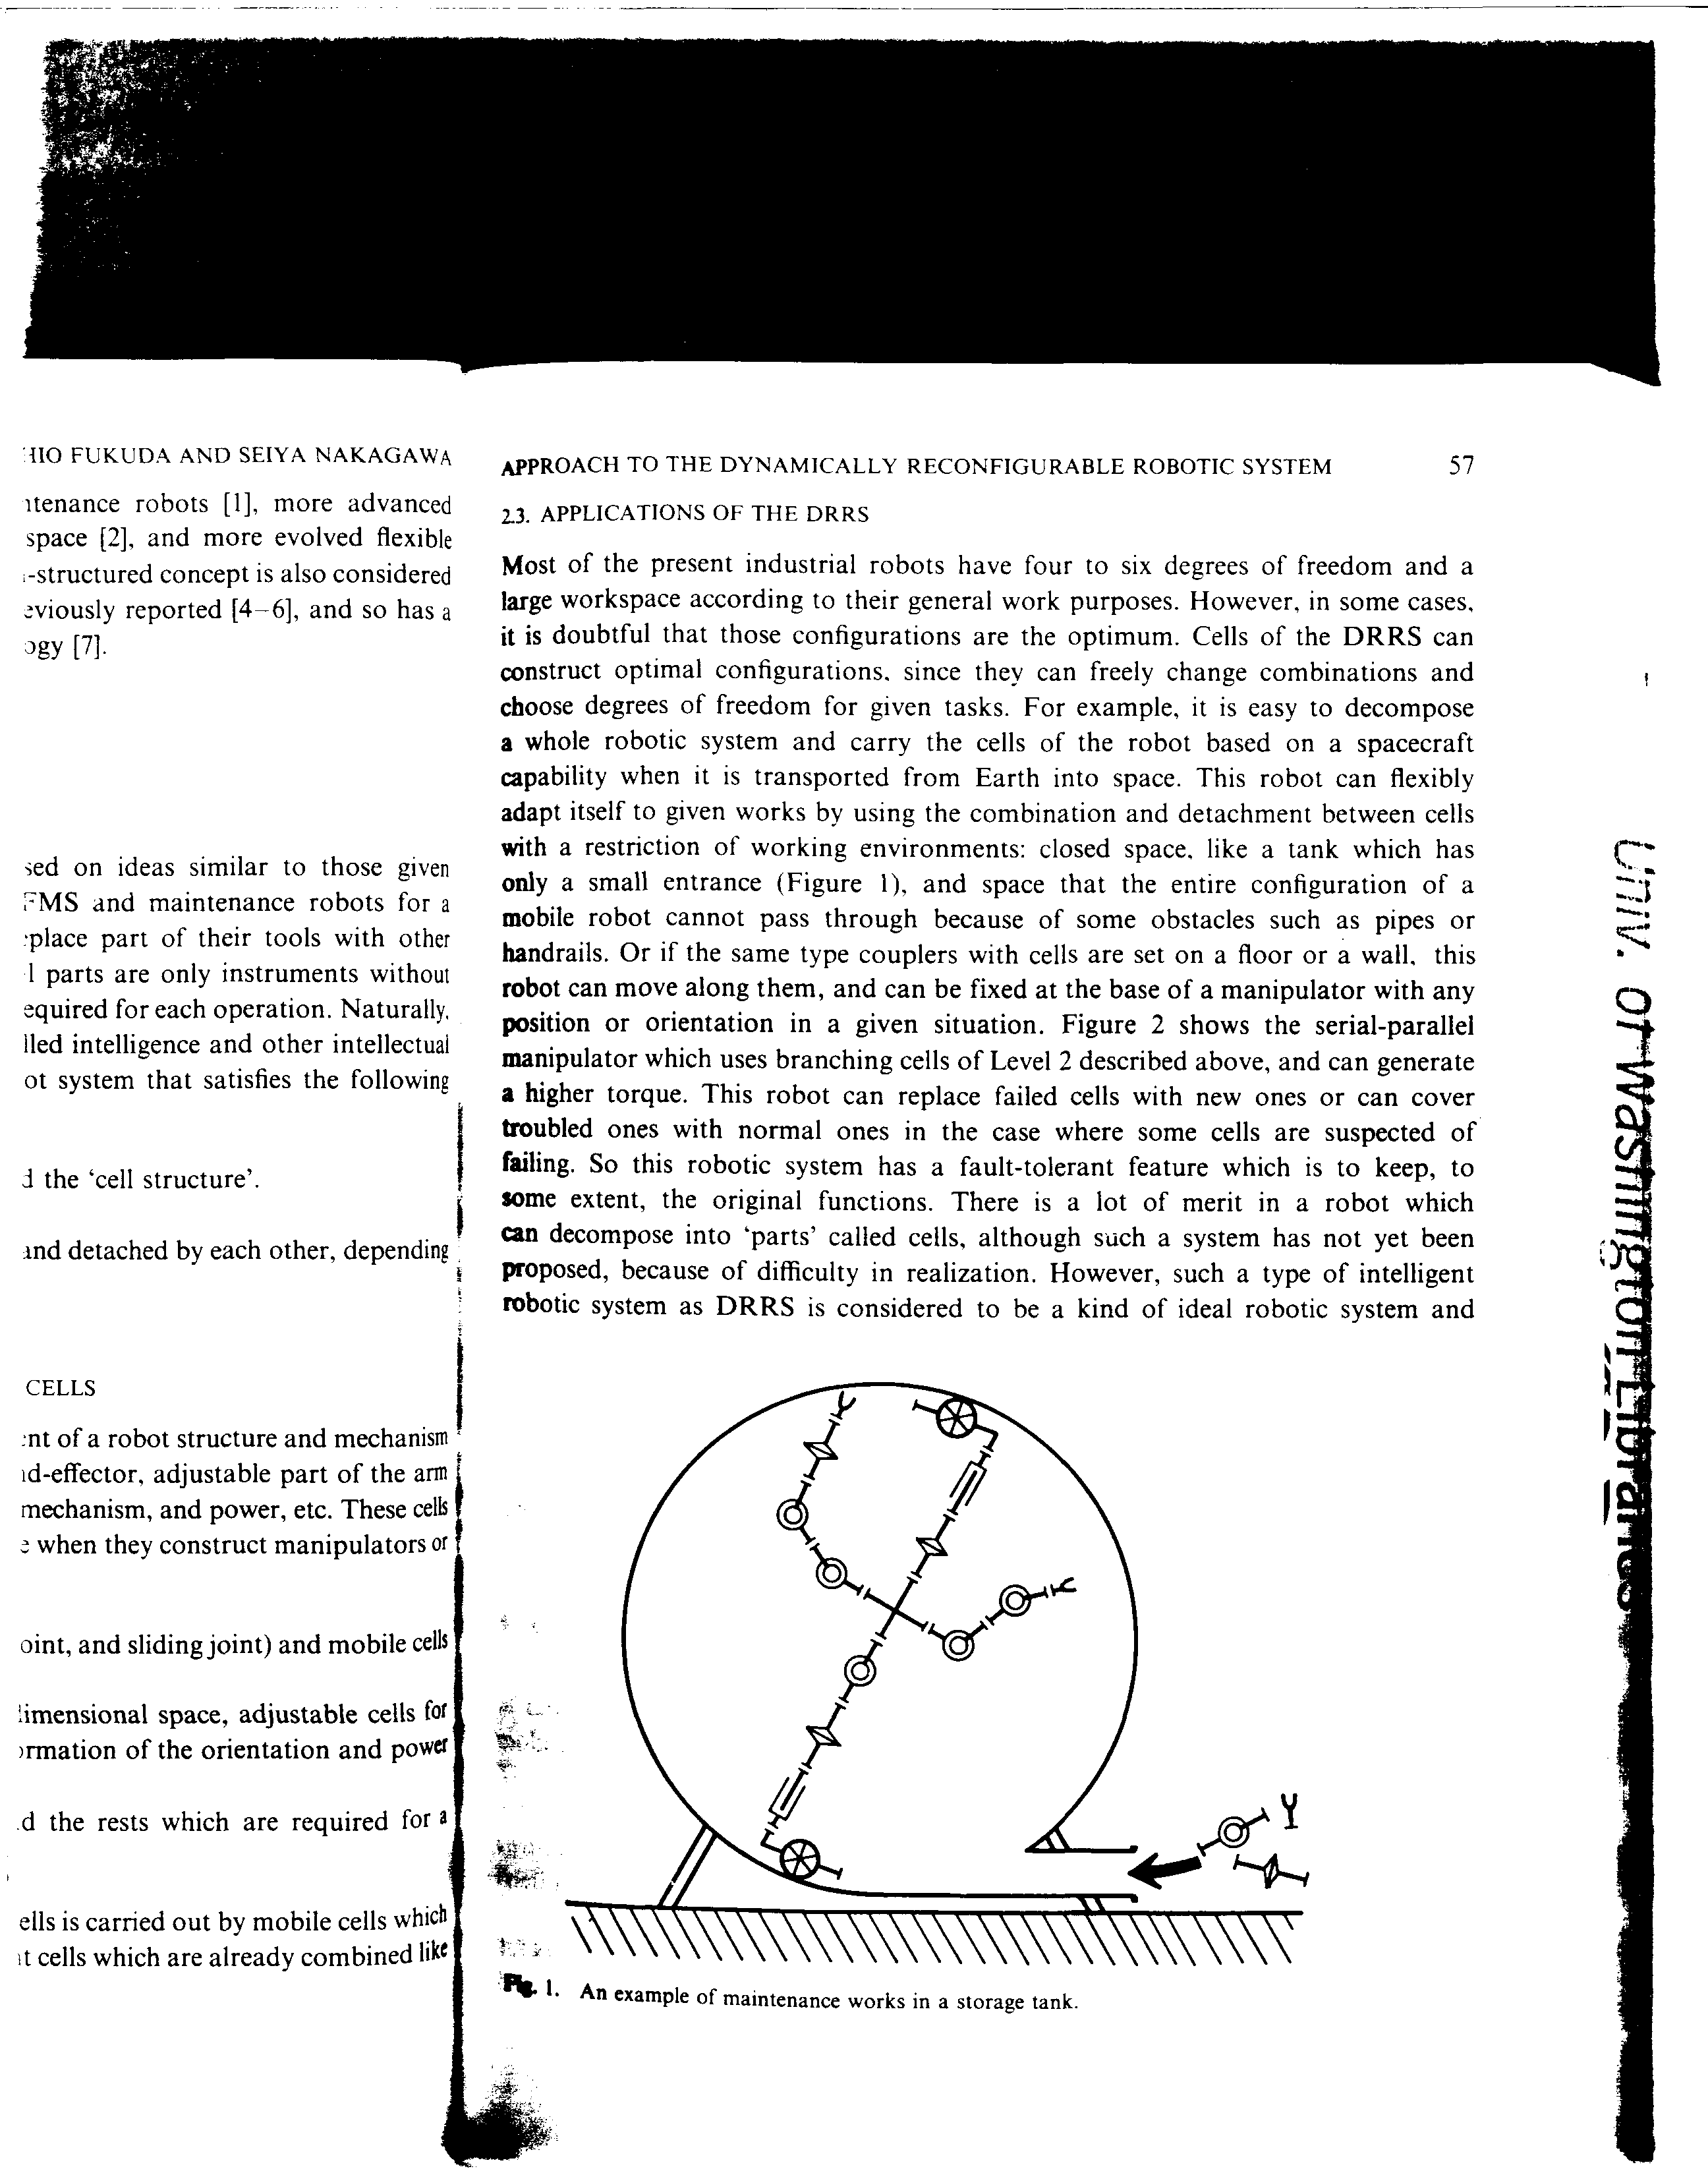 HIO FUKUDA AND SEIYA NAKAGAWA
ntenance robots [1], more advanced
space [2], and more evolved flexible
-structured concept is also considered
eviously reported [4–6], and so has a
ogy [7].
sed on ideas similar to those given
FMS and maintenance robots for a
place part of their tools with other
l parts are only instruments without
equired for each operation. Naturally,
lled intelligence and other intellectual
ot system that satisfies the following
d the ‘cell structure’.
and detached by each other, depending
CELLS
nt of a robot structure and mechanism
nd-effector, adjustable part of the arm
mechanism, and power, etc. These cells
e when they construct manipulators or
oint, and sliding joint) and mobile cells
imensional space, adjustable cells for
ormation of the orientation and power
d the rests which are required for a
ells is carried out by mobile cells which
t cells which are already combined like
APPROACH TO THE DYNAMICALLY RECONFIGURABLE ROBOTIC SYSTEM 57
2.3. APPLICATIONS OF THE DRRS
Most of the present industrial robots have four to six degrees of freedom and a
large workspace according to their general work purposes. However, in some cases,
it is doubtful that those configurations are the optimum. Cells of the DRRS can
construct optimal configurations, since they can freely change combinations and
choose degrees of freedom for given tasks. For example, it is easy to decompose
a whole robotic system and carry the cells of the robot based on a spacecraft
capability when it is transported from Earth into space. This robot can flexibly
adapt itself to given works by using the combination and detachment between cells
with a restriction of working environments: closed space, like a tank which has
only a small entrance (Figure 1), and space that the entire configuration of a
mobile robot cannot pass through because of some obstacles such as pipes or
handrails. Or if the same type couplers with cells are set on a floor or a wall, this
robot can move along them, and can be fixed at the base of a manipulator with any
position or orientation in a given situation. Figure 2 shows the serial-parallel
manipulator which uses branching cells of Level 2 described above, and can generate
a higher torque. This robot can replace failed cells with new ones or can cover
troubled ones with normal ones in the case where some cells are suspected of
failing. So this robotic system has a fault-tolerant feature which is to keep, to
some extent, the original functions. There is a lot of merit in a robot which
can decompose into ‘parts’ called cells, although such a system has not yet been
proposed, because of difficulty in realization. However, such a type of intelligent
robotic system as DRRS is considered to be a kind of ideal robotic system and
Fig. 1. An example of maintenance works in a storage tank.
Univ. of Washington Libraries